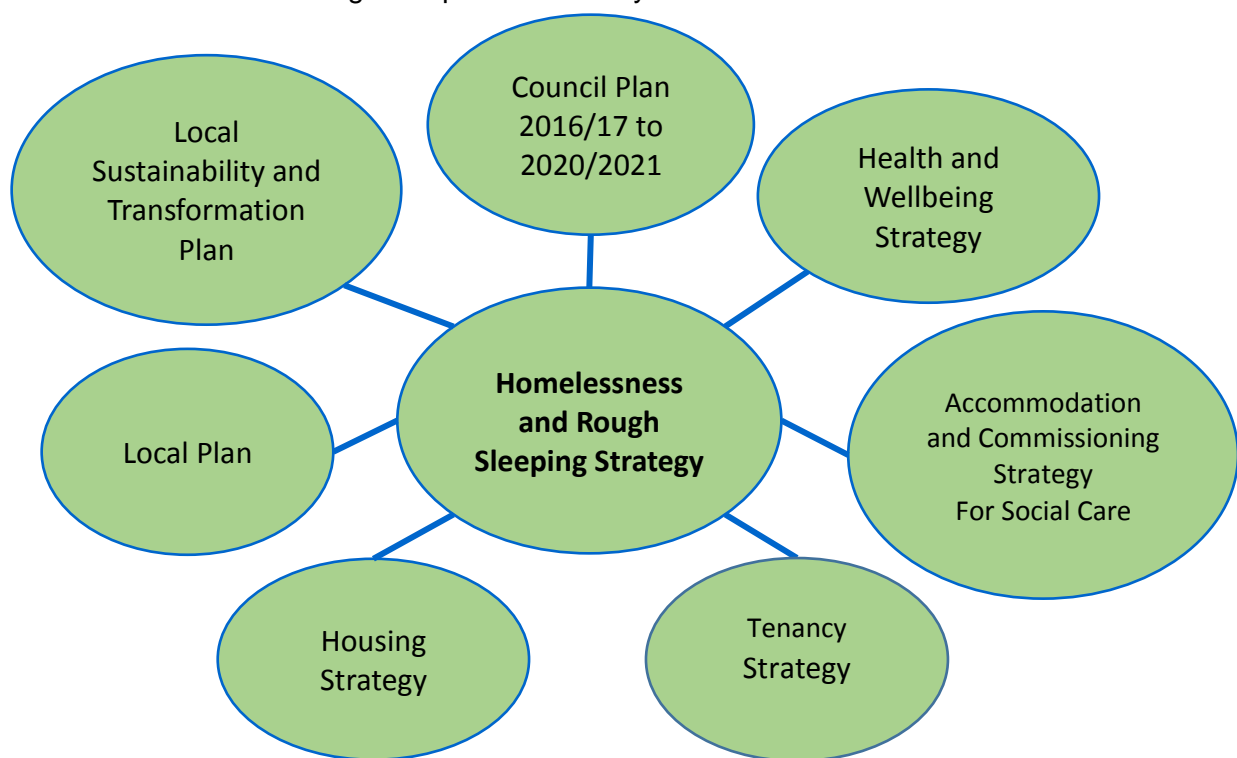 Council Plan
2016/17 to
2020/2021
Local
Sustainability and
Transformation
Plan
Health and
Wellbeing
Strategy
Homelessness
and Rough
Sleeping Strategy
Accommodation
and Commissioning
Strategy
For Social Care
Local Plan
Housing
Strategy
Tenancy
Strategy